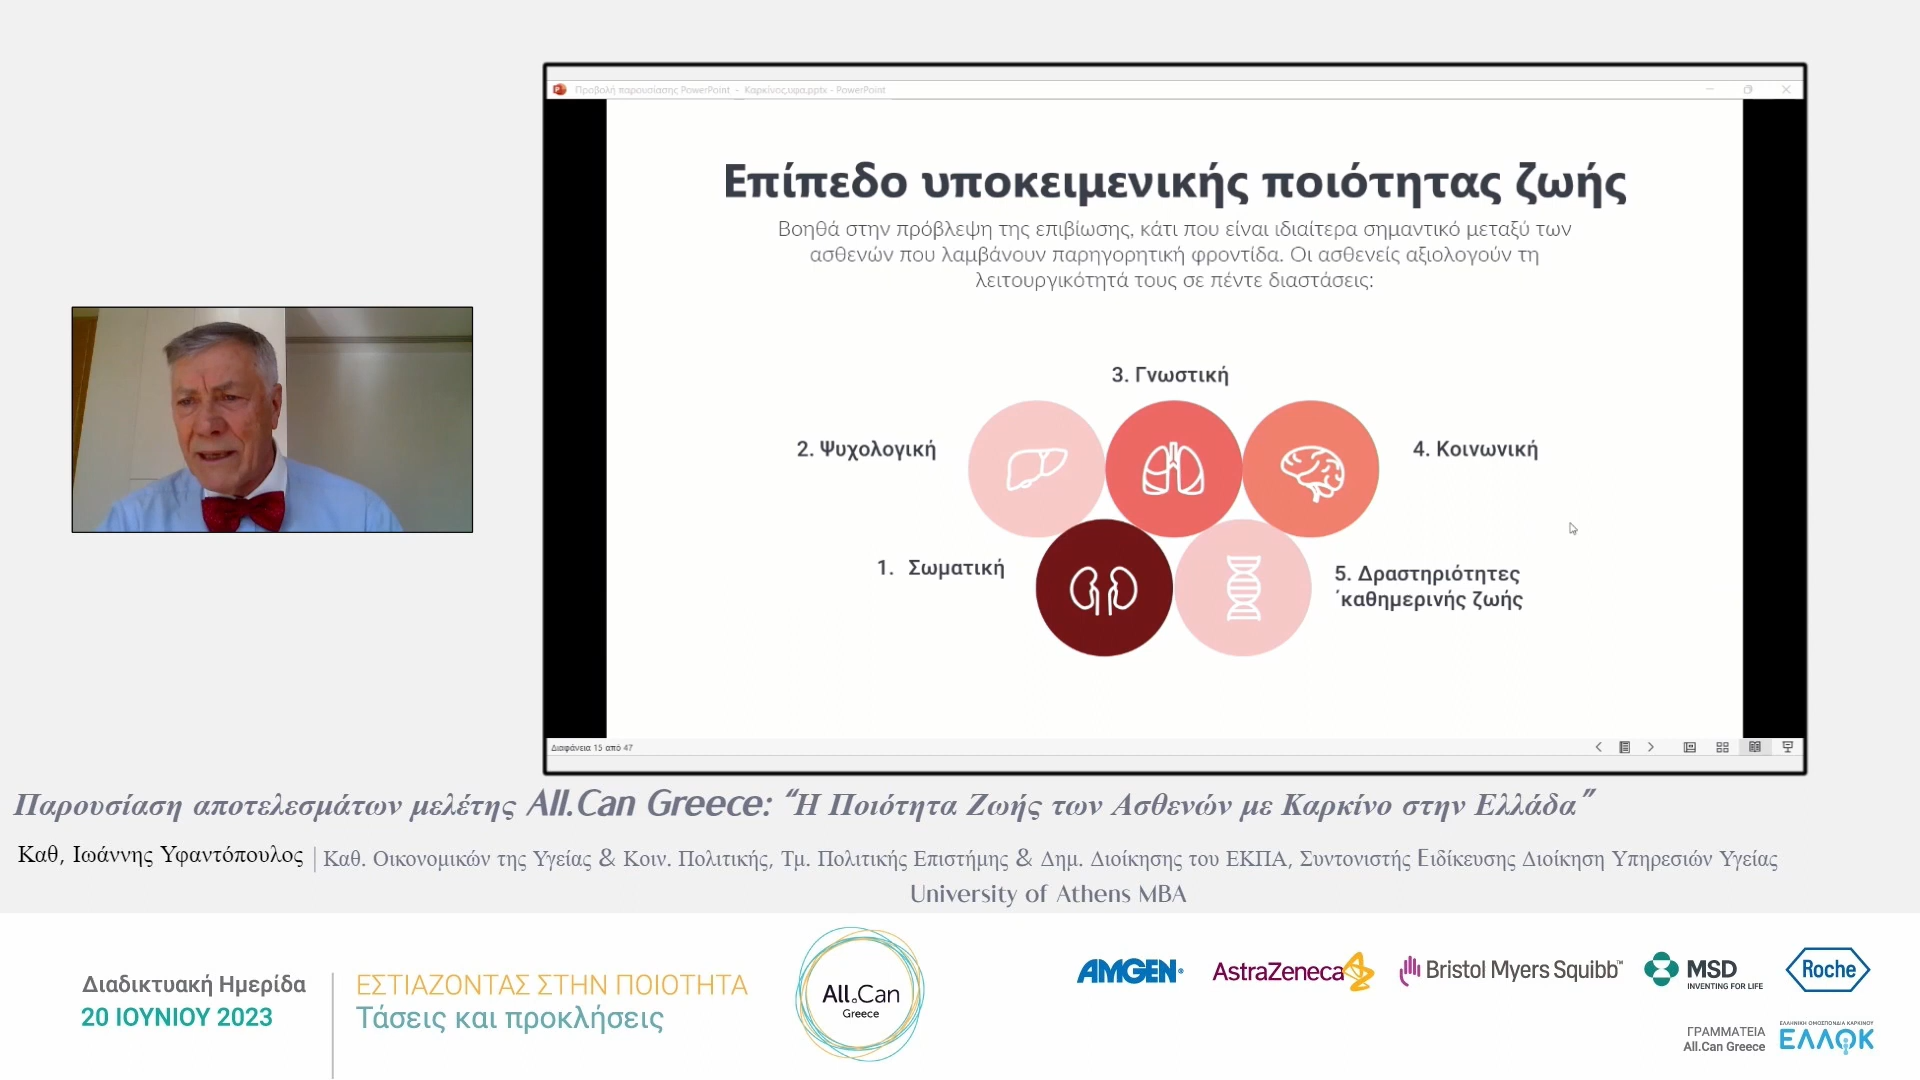 Προβολή παρουσίασης PowerPoint - Καρκίνος,υφα.pptx - PowerPoint
Επίπεδο υποκειμενικής ποιότητας ζωής
Βοηθά στην πρόβλεψη της επιβίωσης, κάτι που είναι ιδιαίτερα σημαντικό μεταξύ των
ασθενών που λαμβάνουν παρηγορητική φροντίδα. Οι ασθενείς αξιολογούν τη
λειτουργικότητά τους σε πέντε διαστάσεις:
3. Γνωστική
2. Ψυχολογική
4. Κοινωνική
1. Σωματική
5. Δραστηριότητες
΄καθημερινής ζωής
Διαφάνεια 15 από 47
Παρουσίαση αποτελεσμάτων μελέτης All.Can Greece: “Η Ποιότητα Ζωής των Ασθενών με Καρκίνο στην Ελλάδα”
Καθ, Ιωάννης Υφαντόπουλος | Καθ. Οικονομικών της Υγείας & Κοιν. Πολιτικής, Τμ. Πολιτικής Επιστήμης & Δημ. Διοίκησης του ΕΚΠΑ, Συντονιστής Ειδίκευσης Διοίκηση Υπηρεσιών Υγείας
University of Athens MBA
Διαδικτυακή Ημερίδα
20 ΙΟΥΝΙΟΥ 2023
ΕΣΤΙΑΖΟΝΤΑΣ ΣΤΗΝ ΠΟΙΟΤΗΤΑ
Τάσεις και προκλήσεις
All.Can
Greece
AMGEN®
AstraZeneca
Bristol Myers Squibb™
MSD
INVENTING FOR LIFE
Roche
ΓΡΑΜΜΑΤΕΙΑ
All.Can Greece
ΕΛΛΗΝΙΚΗ ΟΜΟΣΠΟΝΔΙΑ ΚΑΡΚΙΝΟΥ
ΕΛΛΟΚ